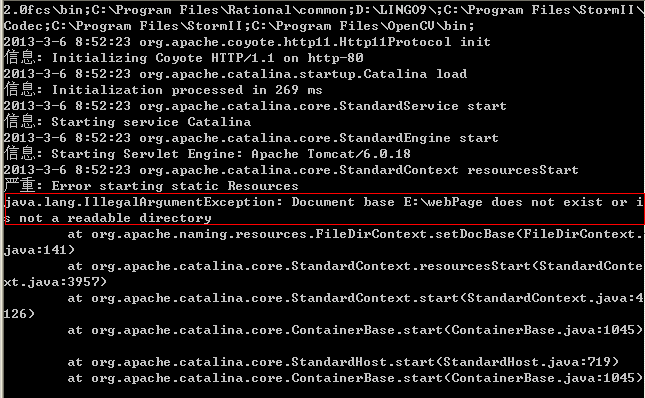 2.0fcs\bin;C:\Program Files\Rational\common;D:\LINGO9\;C:\Program Files\StormII\
Codec;C:\Program Files\StormII;C:\Program Files\OpenCV\bin;
2013-3-6 8:52:23 org.apache.coyote.http11.Http11Protocol init
信息: Initializing Coyote HTTP/1.1 on http-80
2013-3-6 8:52:23 org.apache.catalina.startup.Catalina load
信息: Initialization processed in 269 ms
2013-3-6 8:52:23 org.apache.catalina.core.StandardService start
信息: Starting service Catalina
2013-3-6 8:52:23 org.apache.catalina.core.StandardEngine start
信息: Starting Servlet Engine: Apache Tomcat/6.0.18
2013-3-6 8:52:23 org.apache.catalina.core.StandardContext resourcesStart
严重: Error starting static Resources
java.lang.IllegalArgumentException: Document base E:\webPage does not exist or i
s not a readable directory
at org.apache.naming.resources.FileDirContext.setDocBase(FileDirContext.
java:141)
at org.apache.catalina.core.StandardContext.resourcesStart(StandardConte
xt.java:3957)
at org.apache.catalina.core.StandardContext.start(StandardContext.java:4
126)
at org.apache.catalina.core.ContainerBase.start(ContainerBase.java:1045)
at org.apache.catalina.core.StandardHost.start(StandardHost.java:719)
at org.apache.catalina.core.ContainerBase.start(ContainerBase.java:1045)